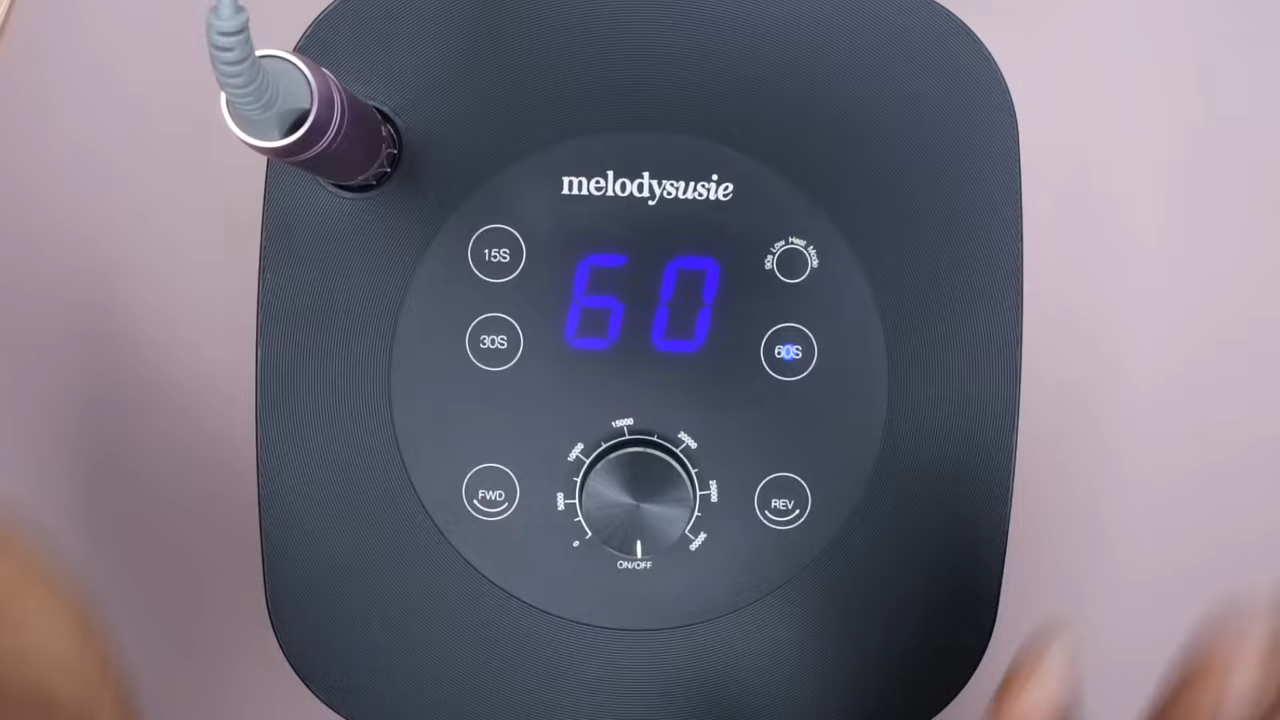 melodysusie
15S
60
90s Low Heat Mode
30S
60S
15000
10000
20000
5000
25000
FWD
REV
0
30000
ON/OFF